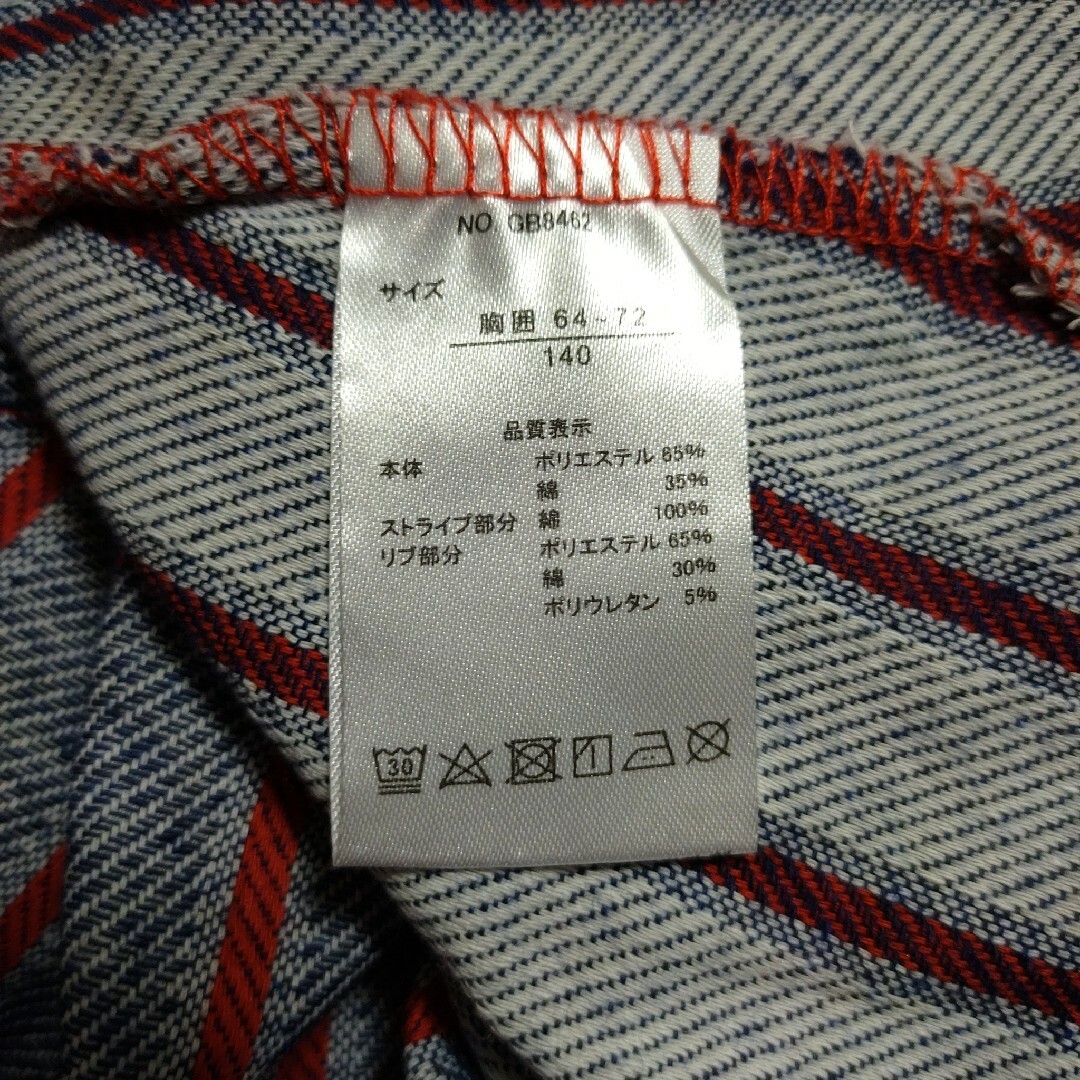 NO GB8462
サイズ
胸囲 64-72
140
品質表示
本体 ポリエステル 65%
綿 35%
ストライプ部分 綿 100%
リブ部分 ポリエステル 65%
綿 30%
ポリウレタン 5%
30